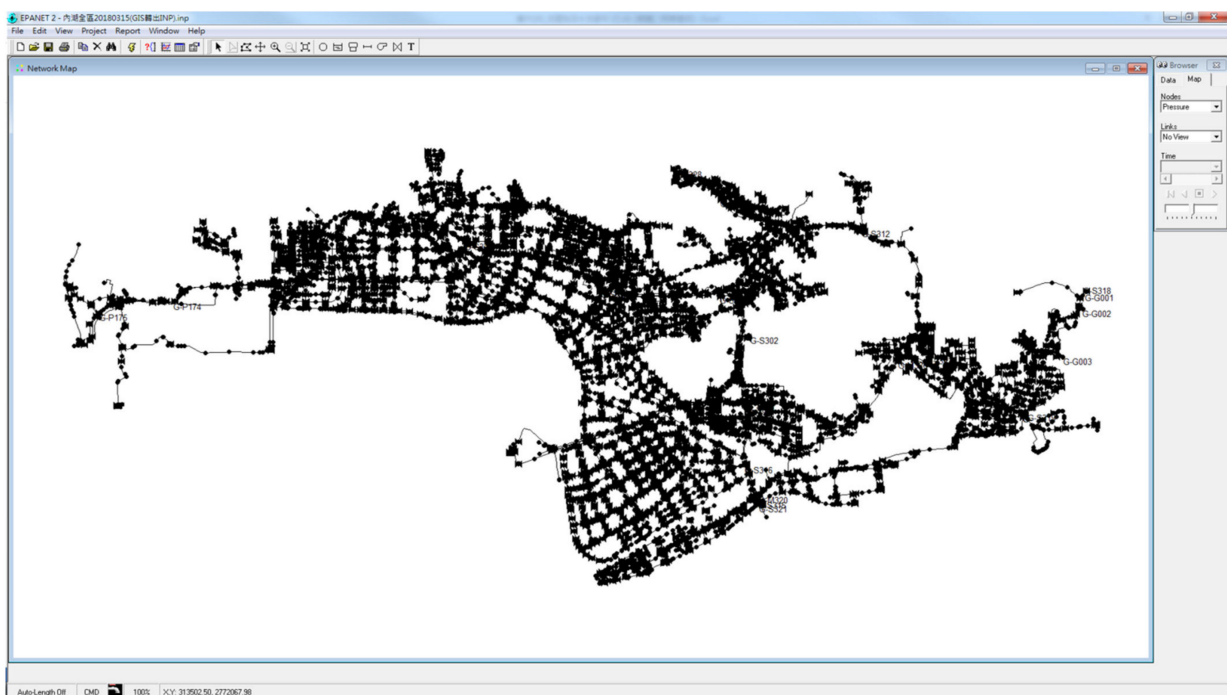 EPANET 2 - 內湖全區20180315(GIS轉出INP).inp
File Edit View Project Report Window Help
T
Network Map
Browser
Data Map
Nodes
Pressure
Links
No View
Time
S312
S318
G-G001
G-P174
G-P175
G-G002
G-S302
G-G003
G-S321
Auto-Length Off CMD 100% X,Y: 313502.50, 2772067.98